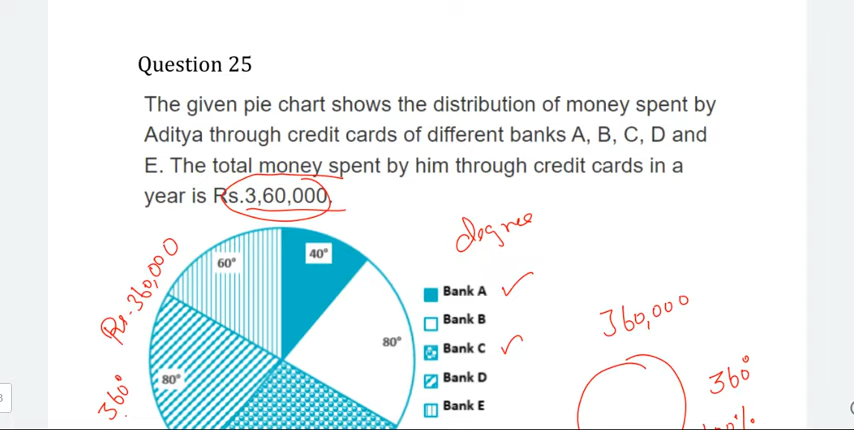 Question 25
The given pie chart shows the distribution of money spent by
Aditya through credit cards of different banks A, B, C, D and
E. The total money spent by him through credit cards in a
year is Rs.3,60,000.
degree
60°
40°
Rs. 360,000
Bank A
Bank B
360,000
80°
Bank C
360°
80°
Bank D
360°
Bank E